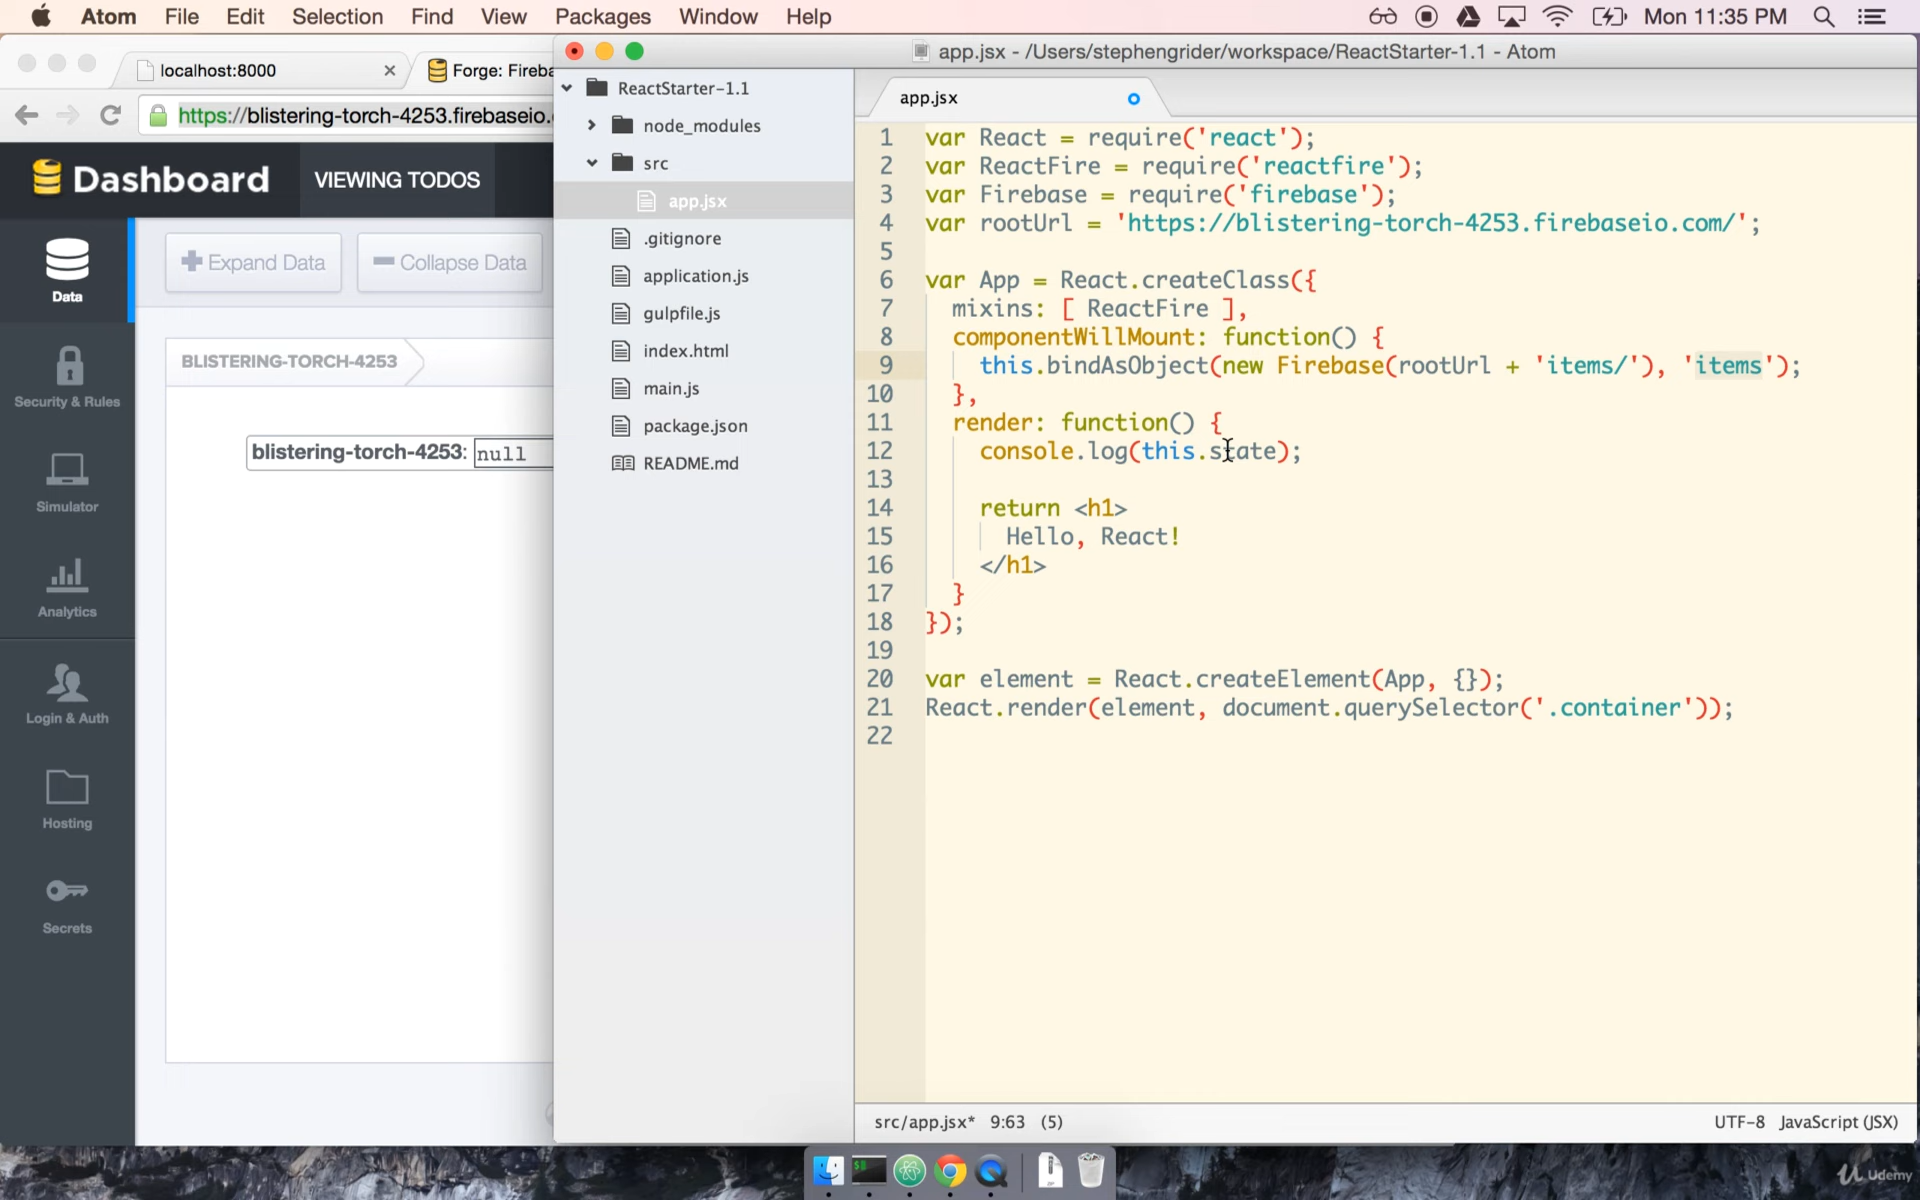 Atom File Edit Selection Find View Packages Window Help Mon 11:35 PM
localhost:8000
Forge: Fireba
https://blistering-torch-4253.firebaseio.
Dashboard
VIEWING TODOS
Data
Security & Rules
Simulator
Analytics
Login & Auth
Hosting
Secrets
Expand Data
Collapse Data
BLISTERING-TORCH-4253
blistering-torch-4253: null
app.jsx - /Users/stephengrider/workspace/ReactStarter-1.1 - Atom
ReactStarter-1.1
node_modules
src
app.jsx
.gitignore
application.js
gulpfile.js
index.html
main.js
package.json
README.md
app.jsx
1 var React = require('react');
2 var ReactFire = require('reactfire');
3 var Firebase = require('firebase');
4 var rootUrl = 'https://blistering-torch-4253.firebaseio.com/';
5
6 var App = React.createClass({
7 mixins: [ ReactFire ],
8 componentWillMount: function() {
9 this.bindAsObject(new Firebase(rootUrl + 'items/'), 'items');
10 },
11 render: function() {
12 console.log(this.state);
13
14 return <h1>
15 Hello, React!
16 </h1>
17 }
18 });
19
20 var element = React.createElement(App, {});
21 React.render(element, document.querySelector('.container'));
22
src/app.jsx* 9:63 (5)
UTF-8 JavaScript (JSX)
Udemy